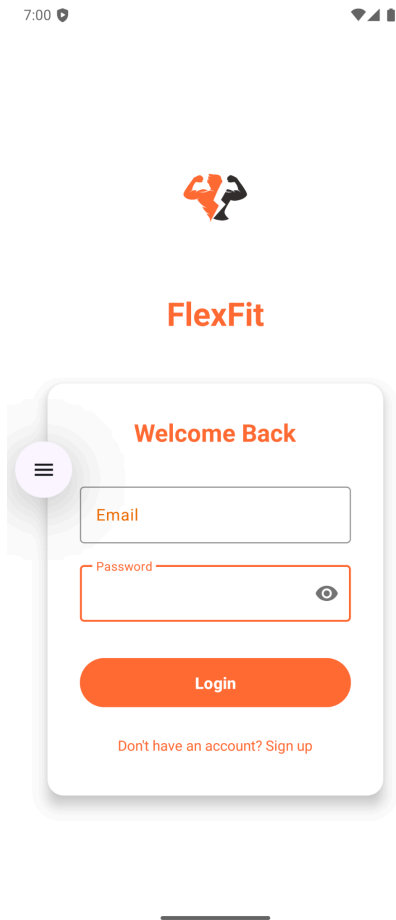 7:00
FlexFit
Welcome Back
Email
Password
Login
Don't have an account? Sign up